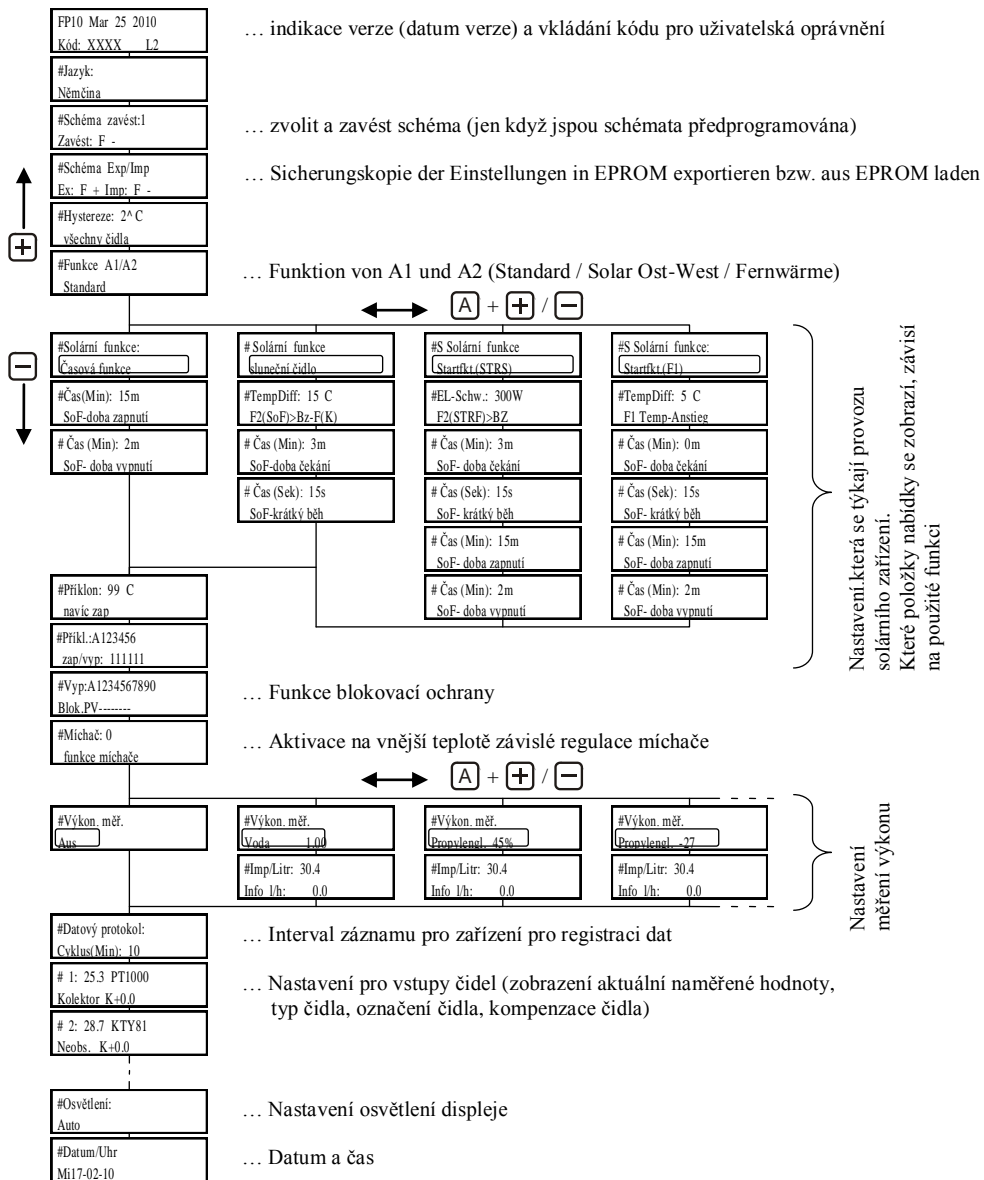 FP10 Mar 25 2010
Kód: XXXX L2
… indikace verze (datum verze) a vkládání kódu pro uživatelská oprávnění
#Jazyk:
Němčina
#Schéma zavést:1
Zavést: F -
… zvolit a zavést schéma (jen když jspou schémata předprogramována)
#Schéma Exp/Imp
Ex: F + Imp: F -
… Sicherungskopie der Einstellungen in EPROM exportieren bzw. aus EPROM laden
+
#Hystereze: 2^ C
všechny čidla
#Funkce A1/A2
Standard
… Funktion von A1 und A2 (Standard / Solar Ost-West / Fernwärme)
A + + / −
−
#Solární funkce:
Časová funkce
#Čas(Min): 15m
SoF-doba zapnutí
# Čas (Min): 2m
SoF- doba vypnutí
# Solární funkce
sluneční čidlo
#TempDiff: 15 C
F2(SoF)>Bz-F(K)
# Čas (Min): 3m
SoF-doba čekání
# Čas (Sek): 15s
SoF-krátký běh
#S Solární funkce
Startfkt.(STRS)
#EL-Schw.: 300W
F2(STRF)>BZ
# Čas (Min): 3m
SoF- doba čekání
# Čas (Sek): 15s
SoF- krátký běh
# Čas (Min): 15m
SoF- doba zapnutí
# Čas (Min): 2m
SoF- doba vypnutí
#S Solární funkce:
Startfkt.(F1)
#TempDiff: 5 C
F1 Temp-Anstieg
# Čas (Min): 0m
SoF- doba čekání
# Čas (Sek): 15s
SoF- krátký běh
# Čas (Min): 15m
SoF- doba zapnutí
# Čas (Min): 2m
SoF- doba vypnutí
Nastavení.která se týkají provozu
solárního zařízení.
Které položky nabídky se zobrazí, závisí
na použité funkci
#Příklon: 99 C
navíc zap
#Příkl.:A123456
zap/vyp: 111111
#Vyp:A1234567890
Blok.PV--------
… Funkce blokovací ochrany
#Míchač: 0
funkce míchače
… Aktivace na vnější teplotě závislé regulace míchače
A + + / −
#Výkon. měř.
Aus
#Výkon. měř.
Voda 1.00
#Imp/Litr: 30.4
Info l/h: 0.0
#Výkon. měř.
Propylengl. 45%
#Imp/Litr: 30.4
Info l/h: 0.0
#Výkon. měř.
Propylengl. -27
#Imp/Litr: 30.4
Info l/h: 0.0
Nastavení
měření výkonu
#Datový protokol:
Cyklus(Min): 10
… Interval záznamu pro zařízení pro registraci dat
# 1: 25.3 PT1000
Kolektor K+0.0
… Nastavení pro vstupy čidel (zobrazení aktuální naměřené hodnoty,
typ čidla, označení čidla, kompenzace čidla)
# 2: 28.7 KTY81
Neobs. K+0.0
#Osvětlení:
Auto
… Nastavení osvětlení displeje
#Datum/Uhr
Mi17-02-10
… Datum a čas